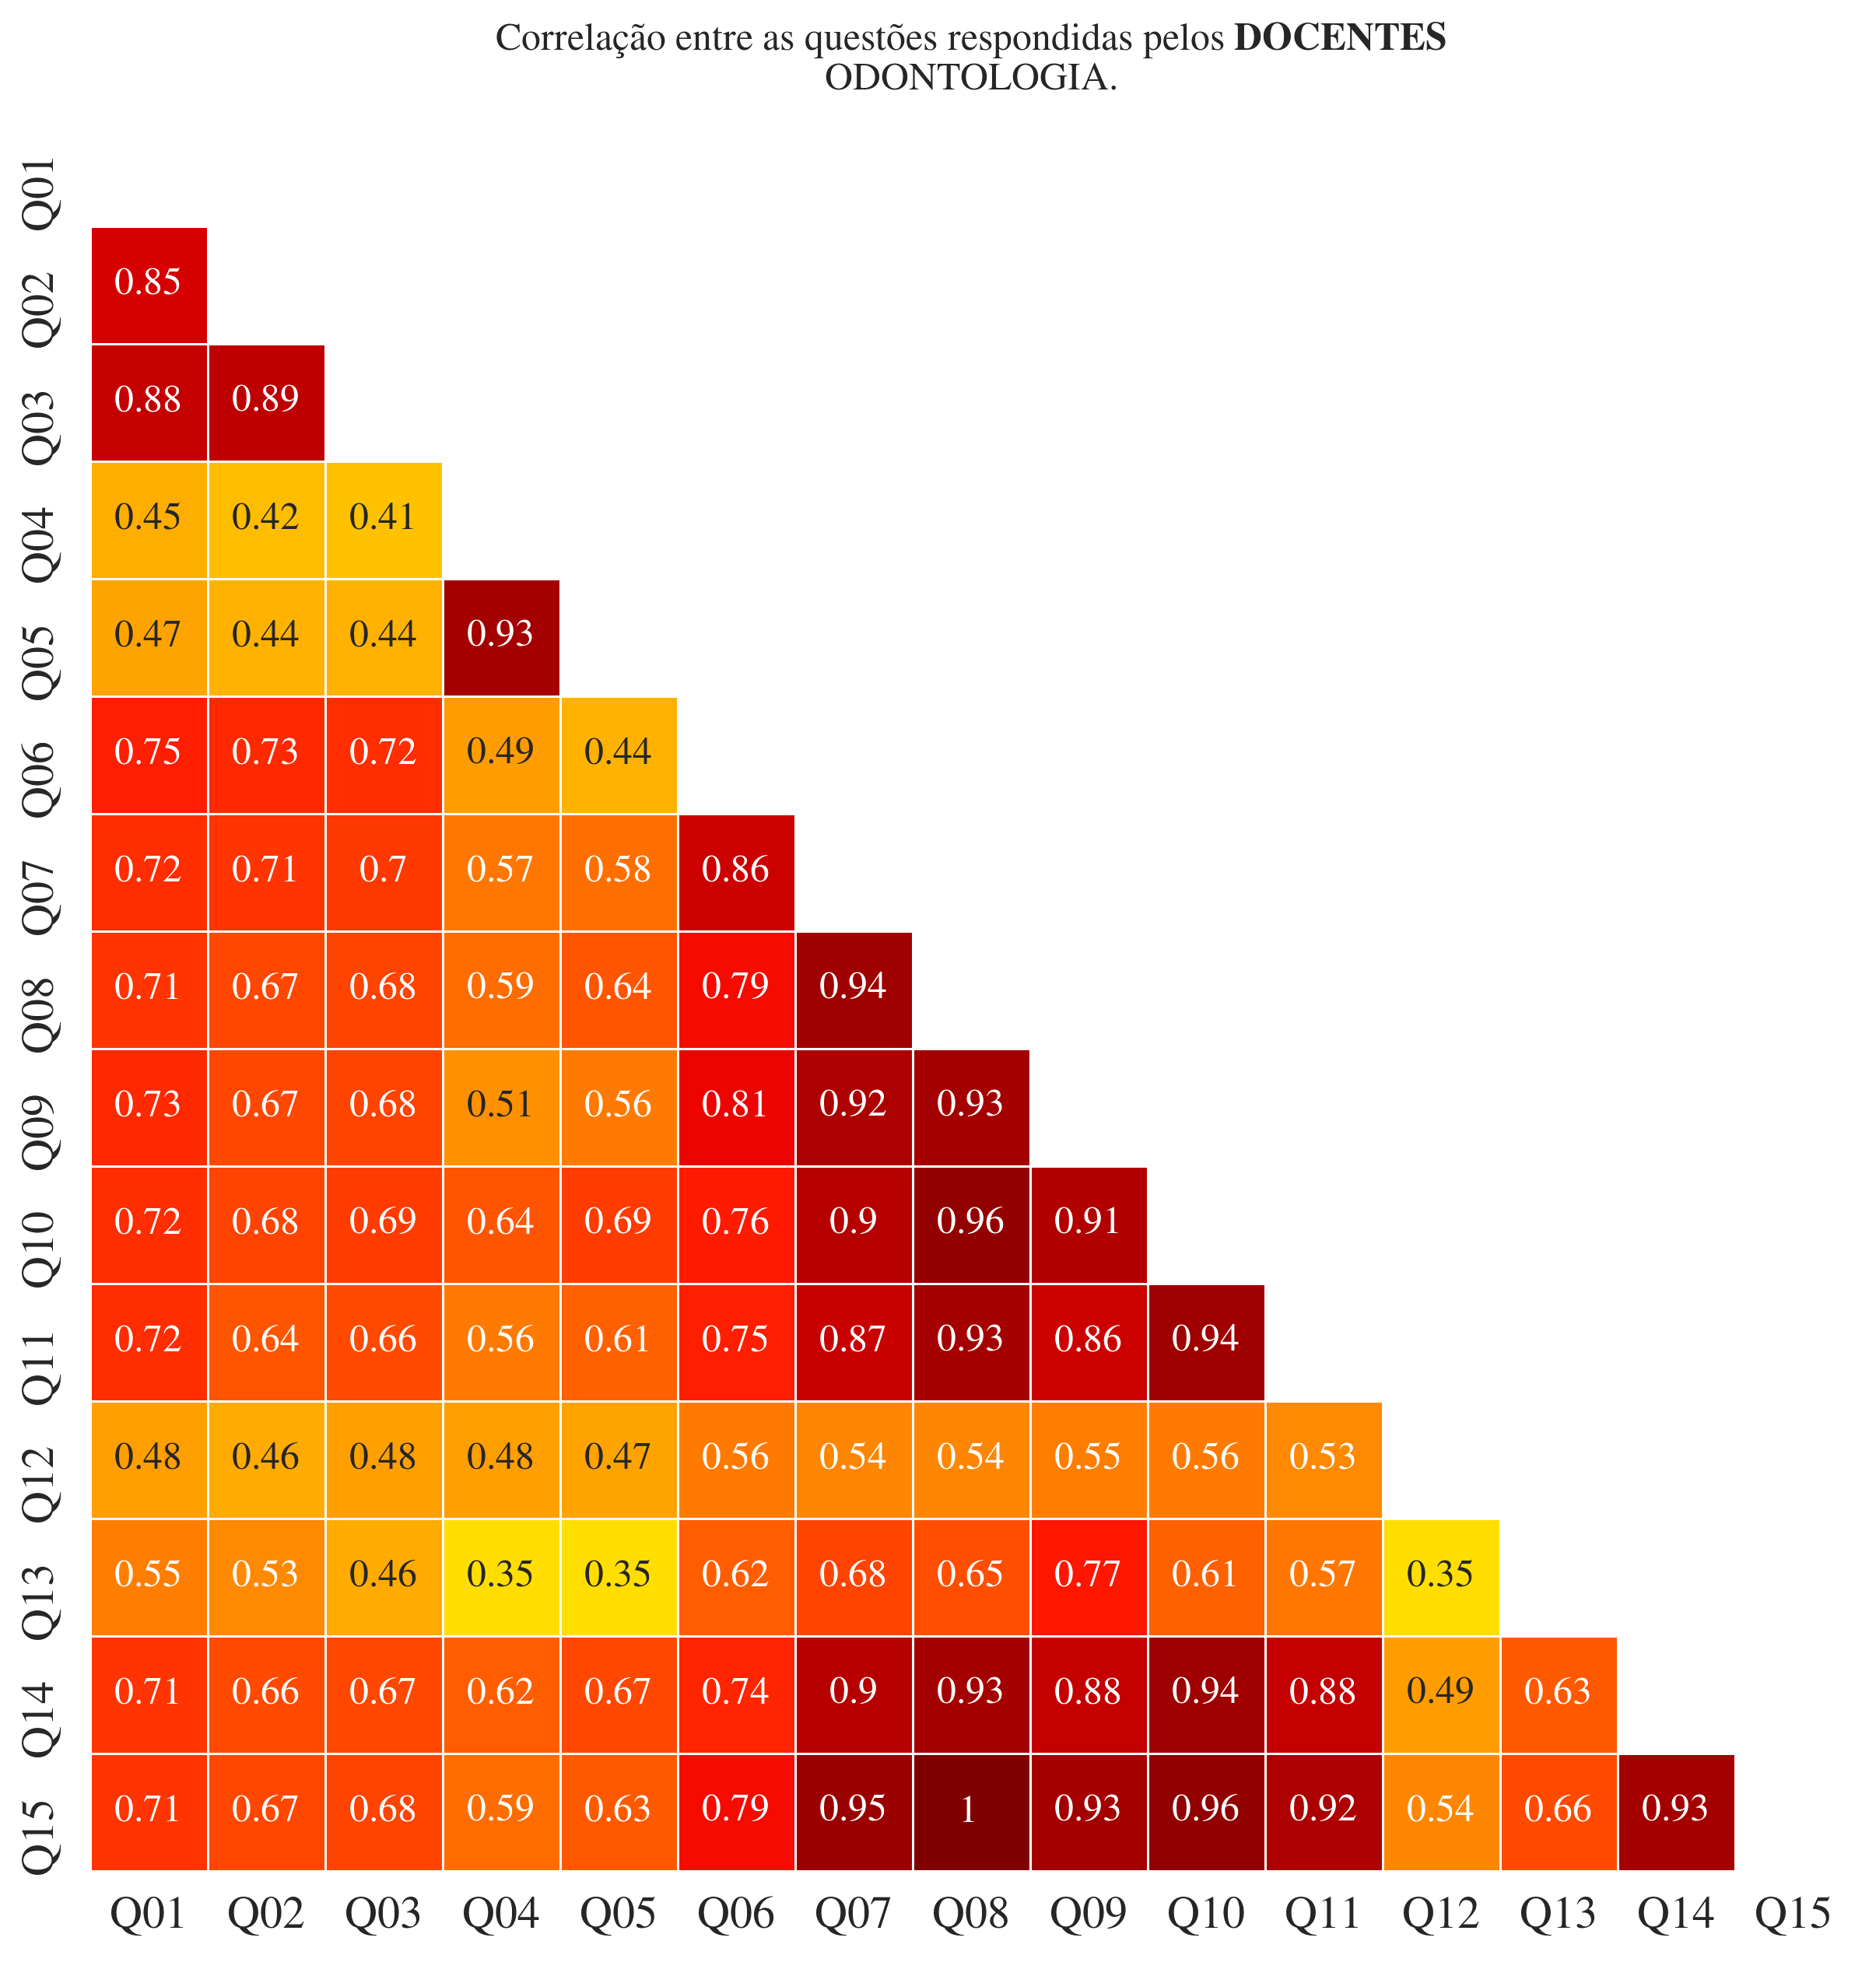 Correlação entre as questões respondidas pelos DOCENTES
ODONTOLOGIA.
Q01
Q02 0.85
Q03 0.88 0.89
Q04 0.45 0.42 0.41
Q05 0.47 0.44 0.44 0.93
Q06 0.75 0.73 0.72 0.49 0.44
Q07 0.72 0.71 0.7 0.57 0.58 0.86
Q08 0.71 0.67 0.68 0.59 0.64 0.79 0.94
Q09 0.73 0.67 0.68 0.51 0.56 0.81 0.92 0.93
Q10 0.72 0.68 0.69 0.64 0.69 0.76 0.9 0.96 0.91
Q11 0.72 0.64 0.66 0.56 0.61 0.75 0.87 0.93 0.86 0.94
Q12 0.48 0.46 0.48 0.48 0.47 0.56 0.54 0.54 0.55 0.56 0.53
Q13 0.55 0.53 0.46 0.35 0.35 0.62 0.68 0.65 0.77 0.61 0.57 0.35
Q14 0.71 0.66 0.67 0.62 0.67 0.74 0.9 0.93 0.88 0.94 0.88 0.49 0.63
Q15 0.71 0.67 0.68 0.59 0.63 0.79 0.95 1 0.93 0.96 0.92 0.54 0.66 0.93
Q01 Q02 Q03 Q04 Q05 Q06 Q07 Q08 Q09 Q10 Q11 Q12 Q13 Q14 Q15